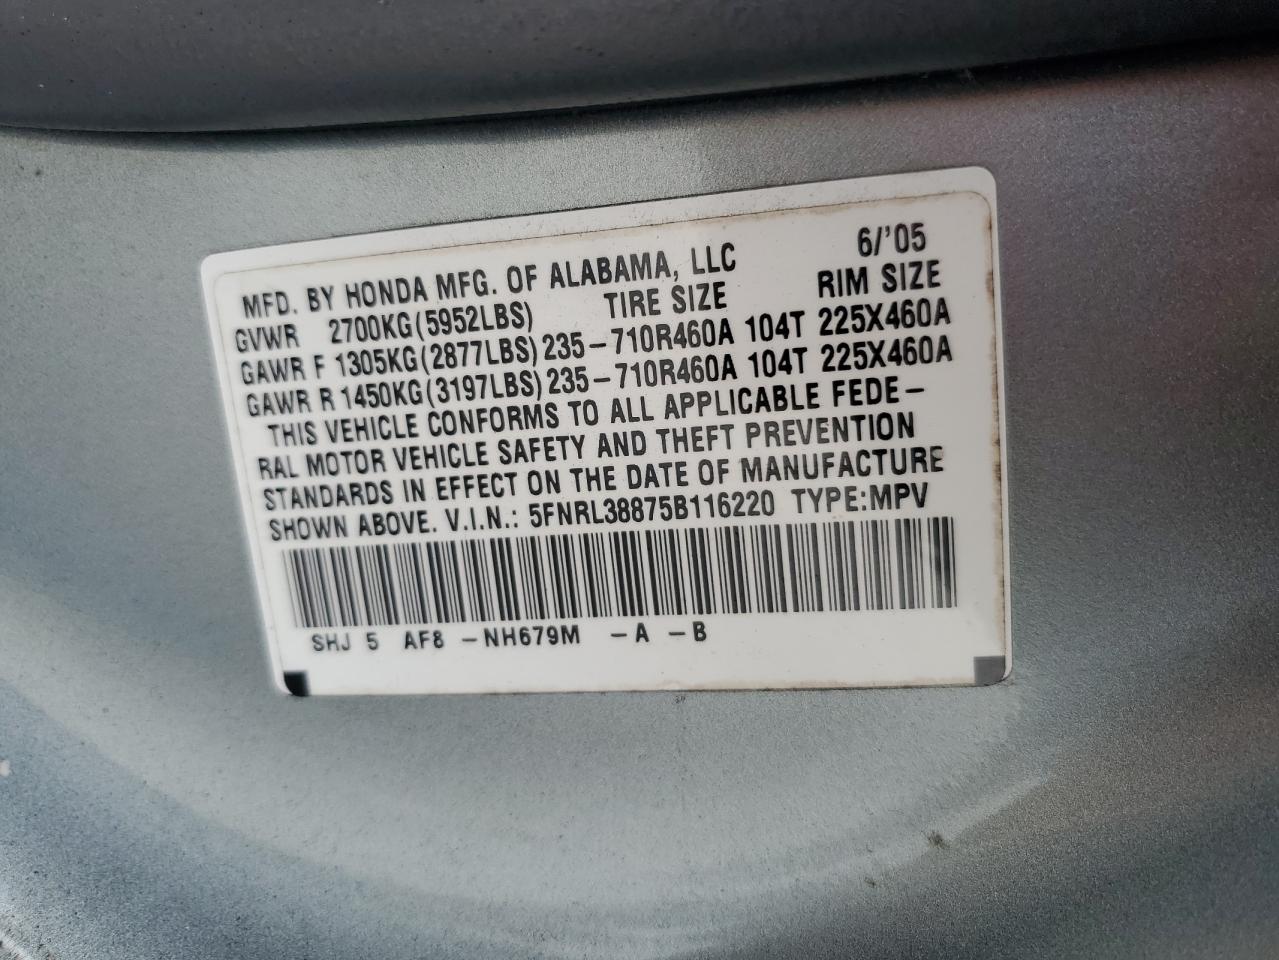 MFD. BY HONDA MFG. OF ALABAMA, LLC 6/'05
GVWR 2700KG(5952LBS) TIRE SIZE RIM SIZE
GAWR F 1305KG(2877LBS) 235-710R460A 104T 225X460A
GAWR R 1450KG(3197LBS) 235-710R460A 104T 225X460A
THIS VEHICLE CONFORMS TO ALL APPLICABLE FEDE-
RAL MOTOR VEHICLE SAFETY AND THEFT PREVENTION
STANDARDS IN EFFECT ON THE DATE OF MANUFACTURE
SHOWN ABOVE. V.I.N.: 5FNRL38875B116220 TYPE:MPV
SHJ 5 AF8 -NH679M -A -B